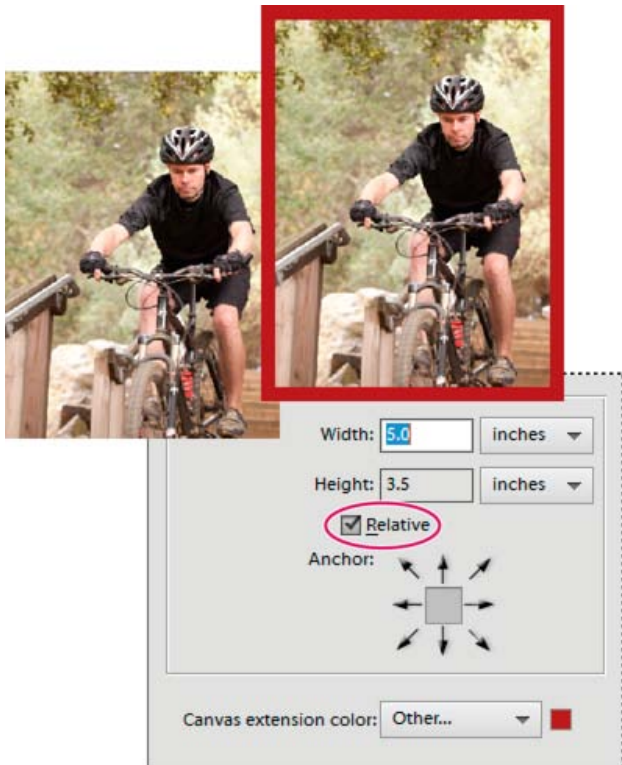 Width: 5.0 inches
Height: 3.5 inches
Relative
Anchor:
Canvas extension color: Other...